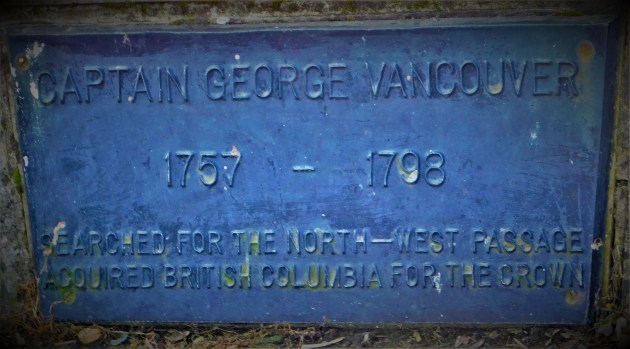 CAPTAIN GEORGE VANCOUVER
1757 – 1798
SEARCHED FOR THE NORTH–WEST PASSAGE
ACQUIRED BRITISH COLUMBIA FOR THE CROWN